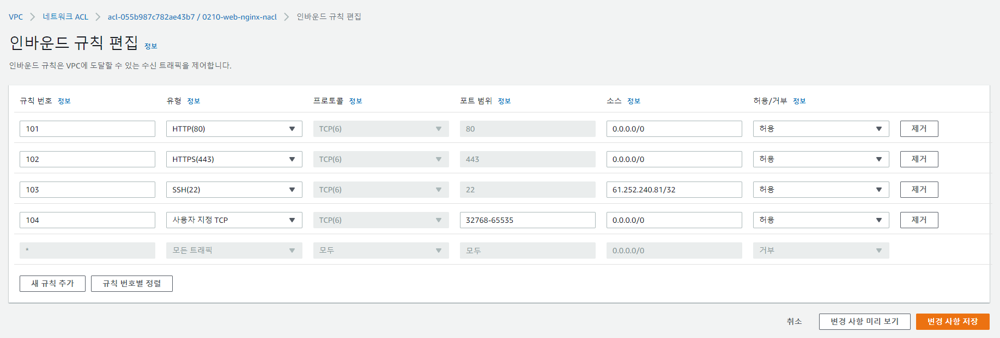 VPC > 네트워크 ACL > acl-055b987c782ae43b7 / 0210-web-nginx-nacl > 인바운드 규칙 편집
인바운드 규칙 편집 정보
인바운드 규칙은 VPC에 도달할 수 있는 수신 트래픽을 제어합니다.
규칙 번호 정보 유형 정보 프로토콜 정보 포트 범위 정보 소스 정보 허용/거부 정보
101 HTTP(80) TCP(6) 80 0.0.0.0/0 허용 제거
102 HTTPS(443) TCP(6) 443 0.0.0.0/0 허용 제거
103 SSH(22) TCP(6) 22 61.252.240.81/32 허용 제거
104 사용자 지정 TCP TCP(6) 32768-65535 0.0.0.0/0 허용 제거
* 모든 트래픽 모두 모두 0.0.0.0/0 거부
새 규칙 추가 규칙 번호별 정렬
취소 변경 사항 미리 보기 변경 사항 저장